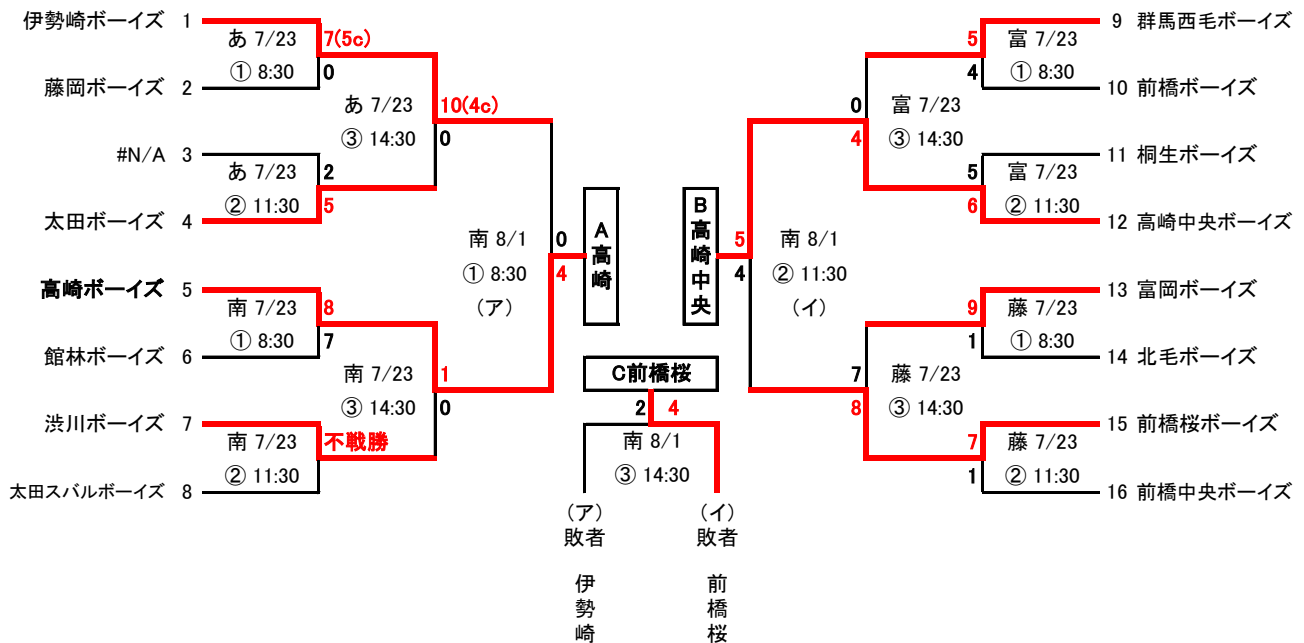 伊勢崎ボーイズ 1
あ 7/23
① 8:30
7(5c)
0
藤岡ボーイズ 2
あ 7/23
③ 14:30
10(4c)
0
#N/A 3
あ 7/23
② 11:30
2
5
太田ボーイズ 4
南 8/1
① 8:30
(ア)
0
4
A高崎
高崎ボーイズ 5
南 7/23
① 8:30
8
7
館林ボーイズ 6
南 7/23
③ 14:30
1
0
渋川ボーイズ 7
南 7/23
② 11:30
不戦勝
太田スバルボーイズ 8
C前橋桜
2 4
南 8/1
③ 14:30
(ア)
敗者
伊勢崎
(イ)
敗者
前橋桜
B高崎中央
5
4
南 8/1
② 11:30
(イ)
9 群馬西毛ボーイズ
5
4
富 7/23
① 8:30
10 前橋ボーイズ
0
4
富 7/23
③ 14:30
11 桐生ボーイズ
5
6
富 7/23
② 11:30
12 高崎中央ボーイズ
13 富岡ボーイズ
9
1
藤 7/23
① 8:30
14 北毛ボーイズ
7
8
藤 7/23
③ 14:30
15 前橋桜ボーイズ
7
1
藤 7/23
② 11:30
16 前橋中央ボーイズ